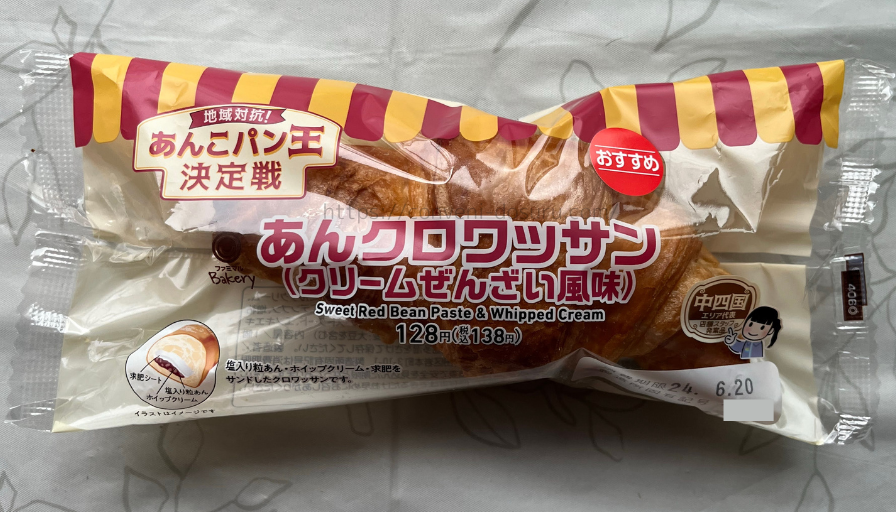 地域対抗!
あんこパン王
決定戦
おすすめ
あんクロワッサン
(クリームぜんざい風味)
Sweet Red Bean Paste & Whipped Cream
128円(税込138円)
Bakery
中四国
エリア代表
求肥シート
塩入り粒あん
ホイップクリーム
イラストはイメージです
塩入り粒あん・ホイップクリーム・求肥を
サンドしたクロワッサンです。
24.
6.20
4060